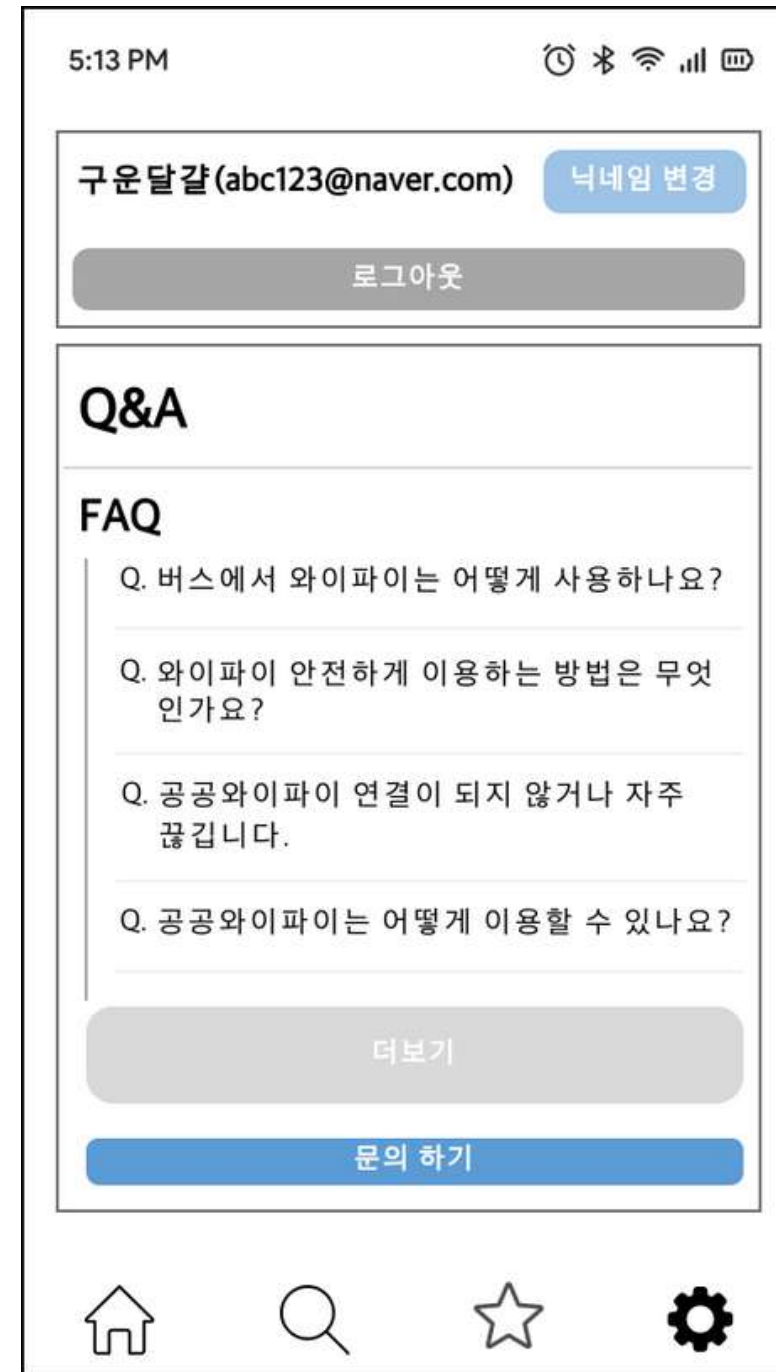 5:13 PM
구운달걀(abc123@naver.com)
닉네임 변경
로그아웃
Q&A
FAQ
Q. 버스에서 와이파이는 어떻게 사용하나요?
Q. 와이파이 안전하게 이용하는 방법은 무엇
인가요?
Q. 공공와이파이 연결이 되지 않거나 자주
끊깁니다.
Q. 공공와이파이는 어떻게 이용할 수 있나요?
더보기
문의 하기